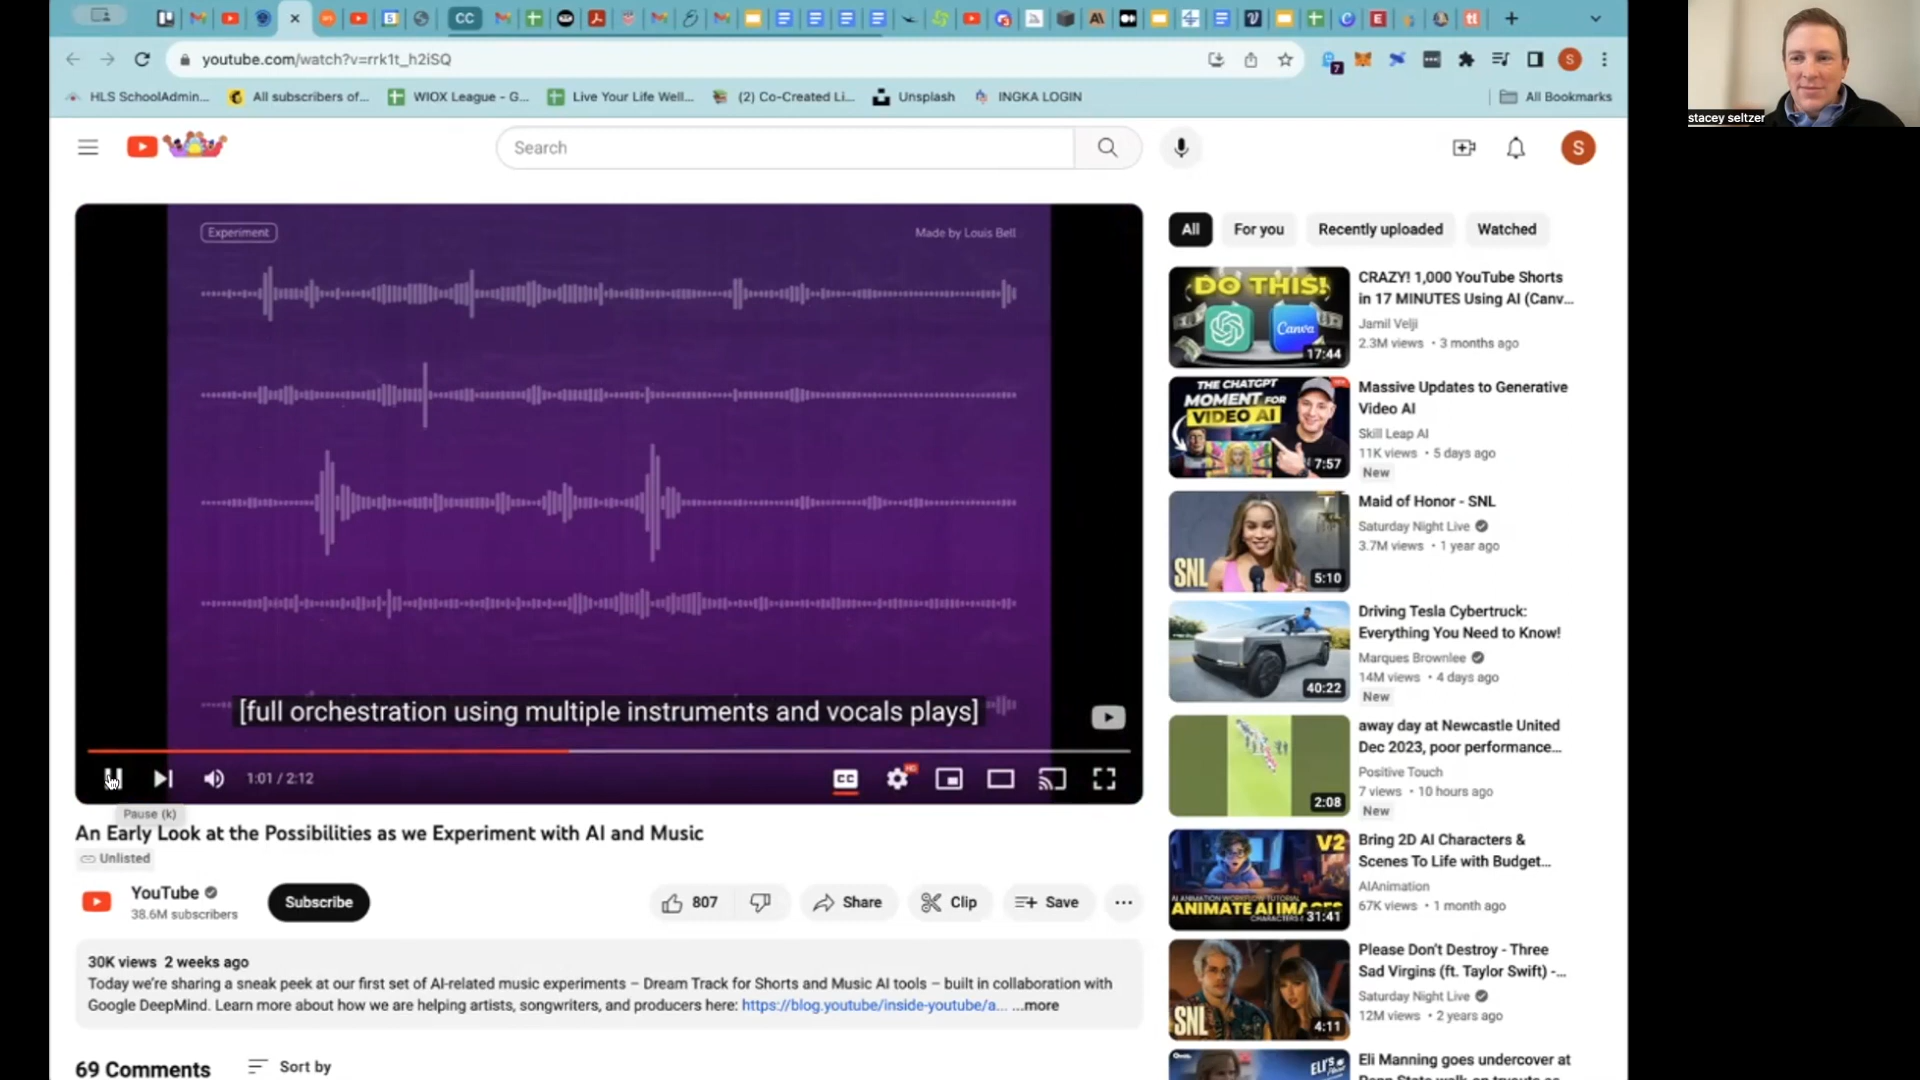 CC
youtube.com/watch?v=rrk1t_h2iSQ
7
S
HLS SchoolAdmin...
All subscribers of...
WIOX League - G...
Live Your Life Well...
(2) Co-Created Li...
Unsplash
INGKA LOGIN
All Bookmarks
stacey seltzer
Search
S
Experiment
Made by Louis Bell
[full orchestration using multiple instruments and vocals plays]
1:01 / 2:12
CC
HD
Pause (k)
An Early Look at the Possibilities as we Experiment with AI and Music
Unlisted
YouTube
38.6M subscribers
Subscribe
807
Share
Clip
Save
30K views 2 weeks ago
Today we're sharing a sneak peek at our first set of AI-related music experiments – Dream Track for Shorts and Music AI tools – built in collaboration with
Google DeepMind. Learn more about how we are helping artists, songwriters, and producers here: https://blog.youtube/inside-youtube/a... ...more
69 Comments
Sort by
All
For you
Recently uploaded
Watched
DO THIS!
Canva
17:44
CRAZY! 1,000 YouTube Shorts
in 17 MINUTES Using AI (Canv...
Jamil Velji
2.3M views • 3 months ago
THE CHATGPT
MOMENT FOR
VIDEO AI
7:57
Massive Updates to Generative
Video AI
Skill Leap AI
11K views • 5 days ago
New
SNL
5:10
Maid of Honor - SNL
Saturday Night Live
3.7M views • 1 year ago
40:22
Driving Tesla Cybertruck:
Everything You Need to Know!
Marques Brownlee
14M views • 4 days ago
New
2:08
away day at Newcastle United
Dec 2023, poor performance...
Positive Touch
7 views • 10 hours ago
New
V2
AI ANIMATION WORKFLOW TUTORIAL
ANIMATE AI IMAGES
31:41
Bring 2D AI Characters &
Scenes To Life with Budget...
AIAnimation
67K views • 1 month ago
SNL
4:11
Please Don't Destroy - Three
Sad Virgins (ft. Taylor Swift) -...
Saturday Night Live
12M views • 2 years ago
ELI'S
Eli Manning goes undercover at